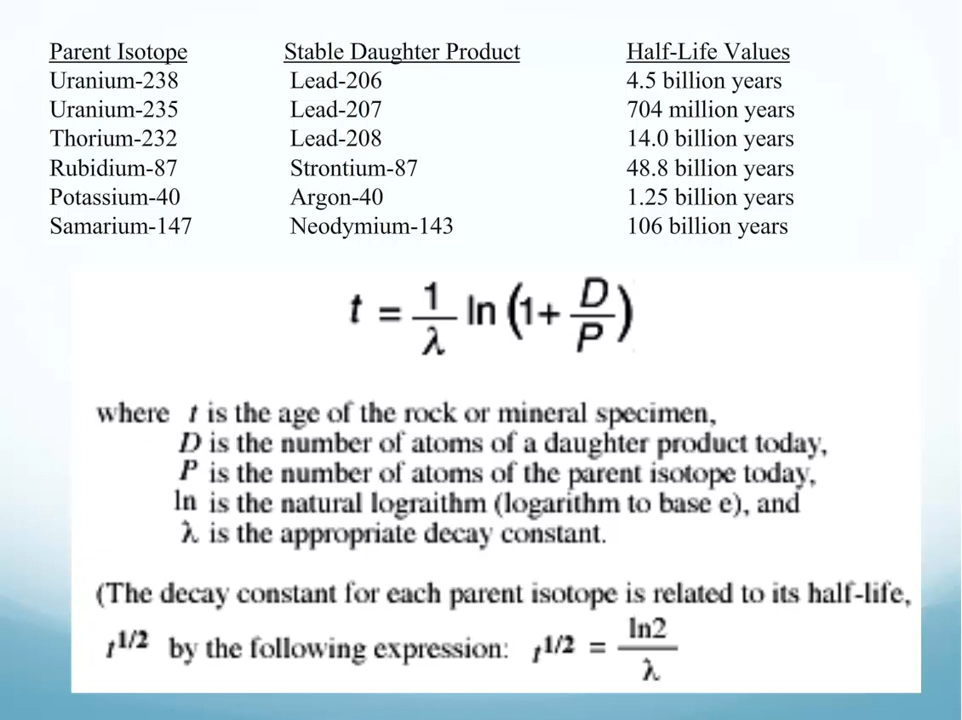 Parent Isotope Stable Daughter Product Half-Life Values
Uranium-238 Lead-206 4.5 billion years
Uranium-235 Lead-207 704 million years
Thorium-232 Lead-208 14.0 billion years
Rubidium-87 Strontium-87 48.8 billion years
Potassium-40 Argon-40 1.25 billion years
Samarium-147 Neodymium-143 106 billion years
t = 1/λ ln (1+ D/P)
where t is the age of the rock or mineral specimen,
D is the number of atoms of a daughter product today,
P is the number of atoms of the parent isotope today,
ln is the natural lograithm (logarithm to base e), and
λ is the appropriate decay constant.
(The decay constant for each parent isotope is related to its half-life,
t1/2 by the following expression: t1/2 = ln2/λ